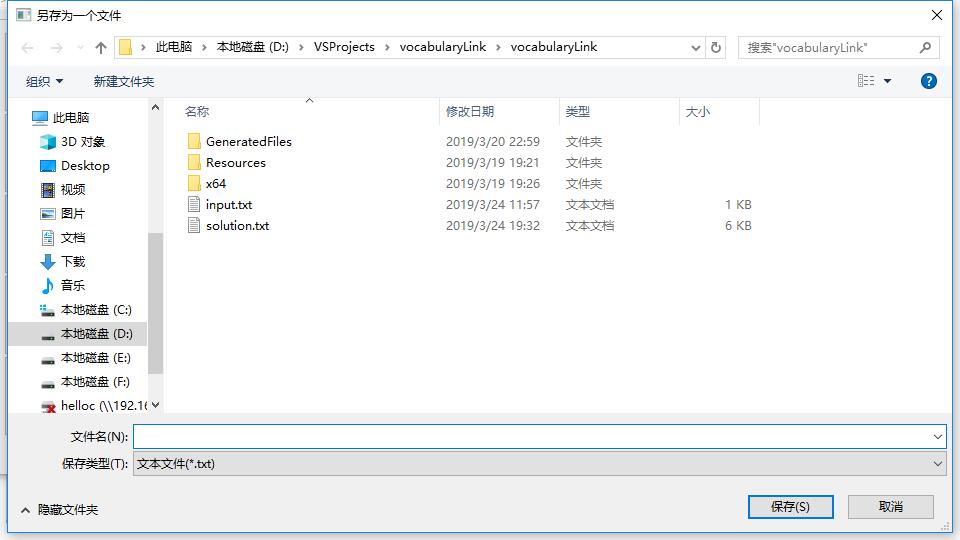 另存为一个文件
此电脑 本地磁盘 (D:) VSProjects vocabularyLink vocabularyLink
搜索"vocabularyLink"
组织 新建文件夹
名称 修改日期 类型 大小
此电脑
3D 对象
Desktop
视频
图片
文档
下载
音乐
本地磁盘 (C:)
本地磁盘 (D:)
本地磁盘 (E:)
本地磁盘 (F:)
helloc (\\192.16
GeneratedFiles 2019/3/20 22:59 文件夹
Resources 2019/3/19 19:21 文件夹
x64 2019/3/19 19:26 文件夹
input.txt 2019/3/24 11:57 文本文档 1 KB
solution.txt 2019/3/24 19:32 文本文档 6 KB
文件名(N):
保存类型(T): 文本文件(*.txt)
隐藏文件夹
保存(S) 取消